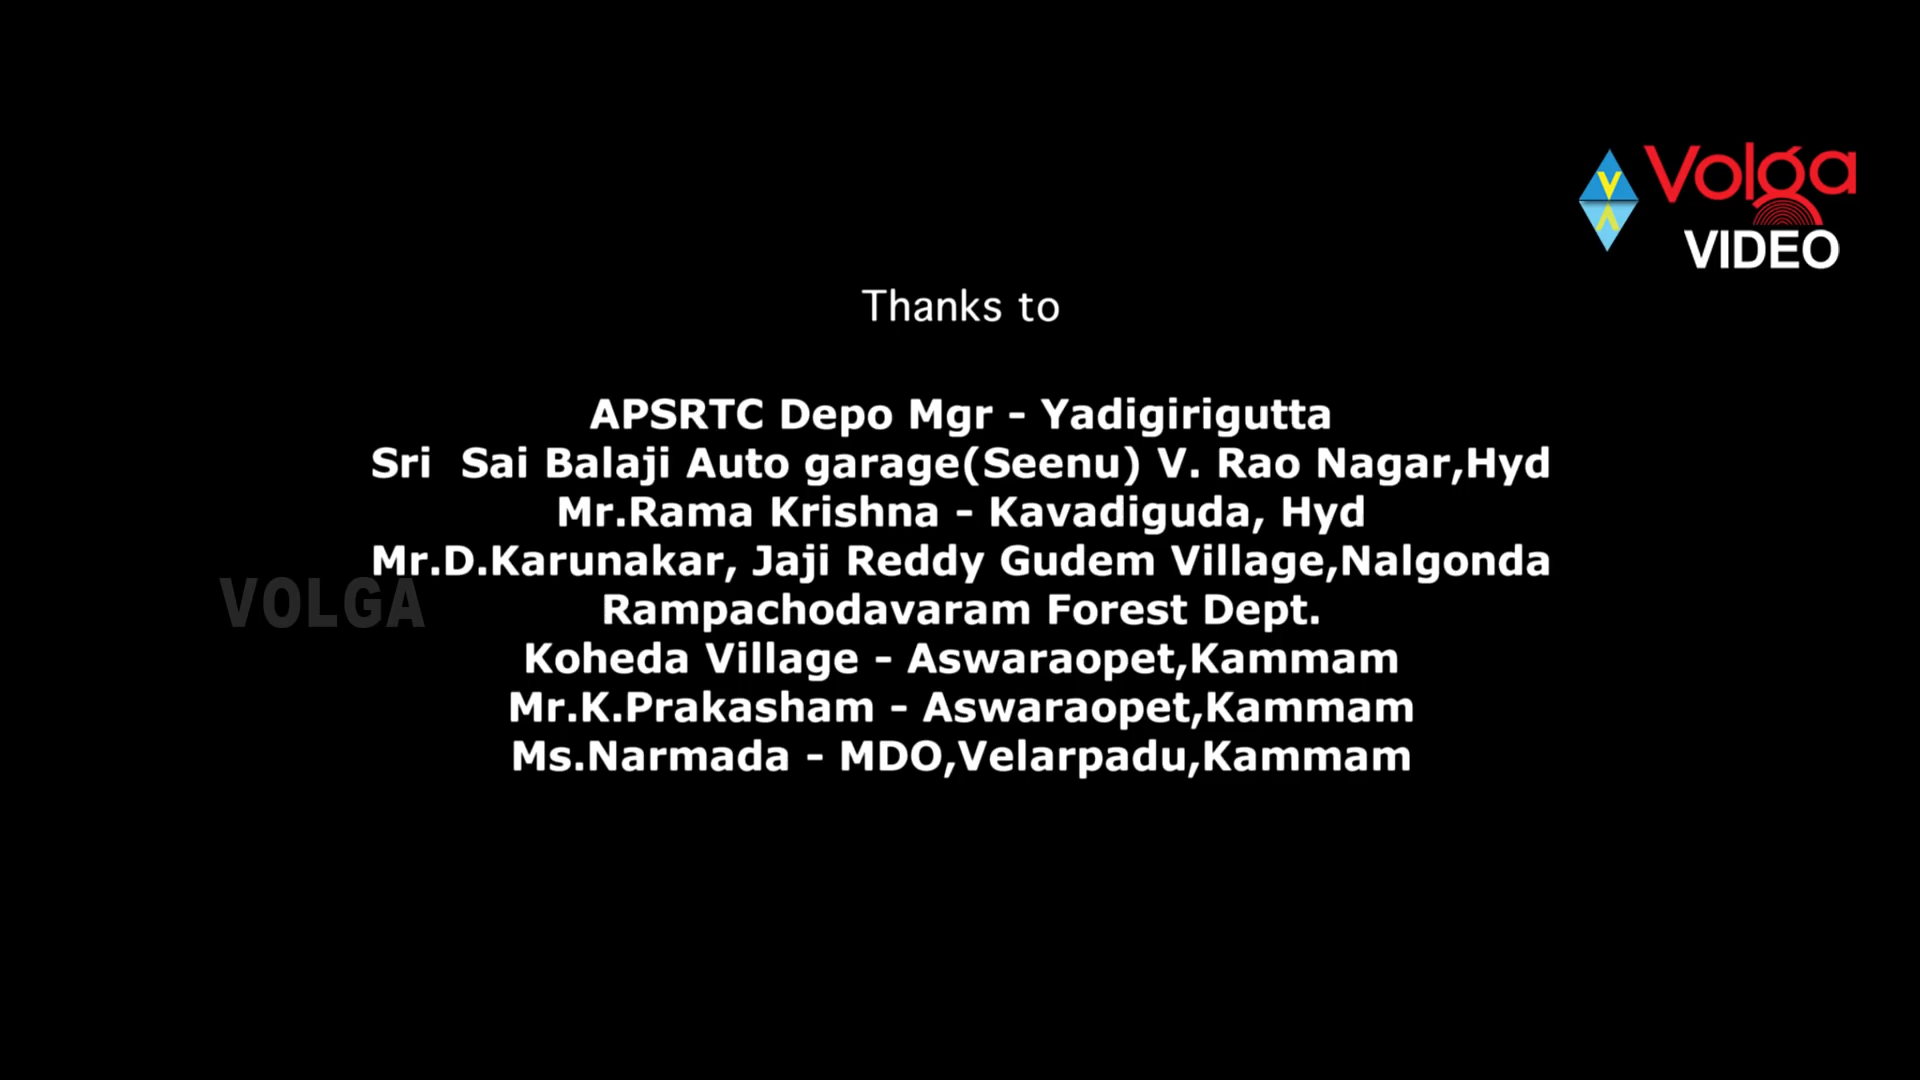 Volga
VIDEO
Thanks to
APSRTC Depo Mgr - Yadigirigutta
Sri  Sai Balaji Auto garage(Seenu) V. Rao Nagar,Hyd
Mr.Rama Krishna - Kavadiguda, Hyd
Mr.D.Karunakar, Jaji Reddy Gudem Village,Nalgonda
VOLGA
Rampachodavaram Forest Dept.
Koheda Village - Aswaraopet,Kammam
Mr.K.Prakasham - Aswaraopet,Kammam
Ms.Narmada - MDO,Velarpadu,Kammam